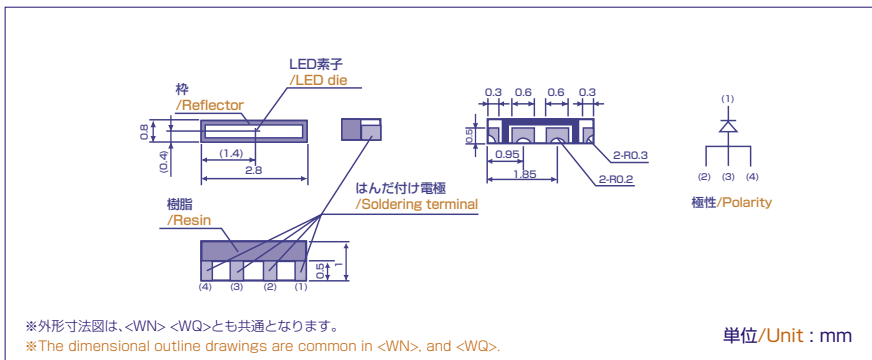 LED素子
/LED die
枠
/Reflector
0.8
(0.4)
(1.4)
2.8
0.3 0.6 0.6 0.3
0.5
0.95
1.85
2-R0.3
2-R0.2
(1)
(2) (3) (4)
極性/Polarity
はんだ付け電極
/Soldering terminal
樹脂
/Resin
0.5
1
(4) (3) (2) (1)
※外形寸法図は、<WN> <WQ>とも共通となります。
※The dimensional outline drawings are common in <WN>, and <WQ>.
単位/Unit : mm